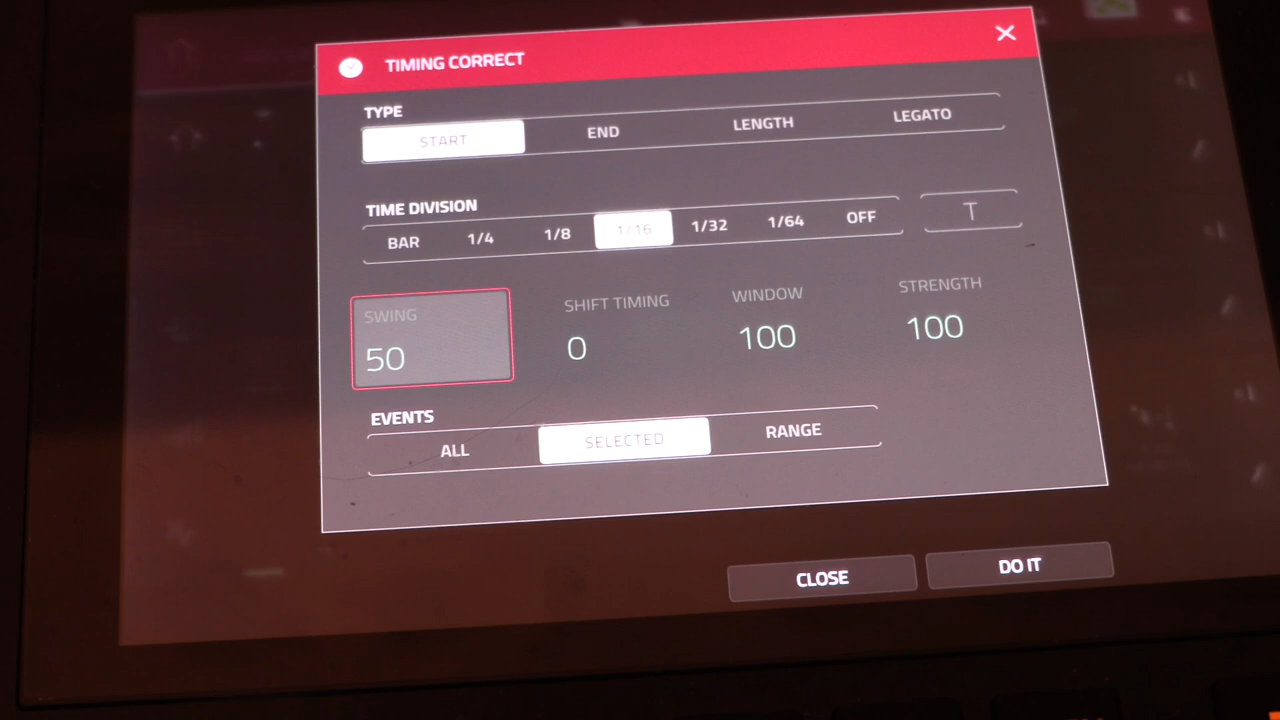 TIMING CORRECT
TYPE
START END LENGTH LEGATO
TIME DIVISION
BAR 1/4 1/8 1/16 1/32 1/64 OFF T
SWING SHIFT TIMING WINDOW STRENGTH
50 0 100 100
EVENTS
ALL SELECTED RANGE
CLOSE DO IT